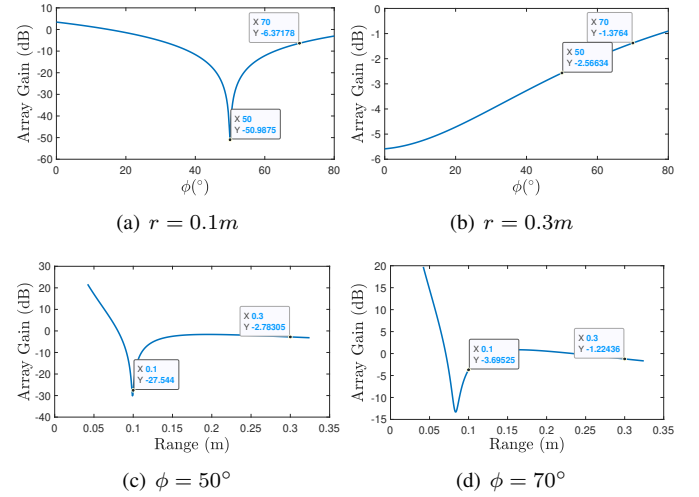 10
0
-10
-20
-30
-40
-50
-60
Array Gain (dB)
X 70
Y -6.37178
X 50
Y -50.9875
0 20 40 60 80
ϕ(°)
(a) r = 0.1m
0
-1
-2
-3
-4
-5
-6
Array Gain (dB)
X 70
Y -1.3764
X 50
Y -2.56634
0 20 40 60 80
ϕ(°)
(b) r = 0.3m
30
20
10
0
-10
-20
-30
-40
Array Gain (dB)
X 0.3
Y -2.78305
X 0.1
Y -27.544
0 0.05 0.1 0.15 0.2 0.25 0.3 0.35
Range (m)
(c) ϕ = 50°
20
15
10
5
0
-5
-10
-15
Array Gain (dB)
X 0.1
Y -3.69525
X 0.3
Y -1.22436
0 0.05 0.1 0.15 0.2 0.25 0.3 0.35
Range (m)
(d) ϕ = 70°